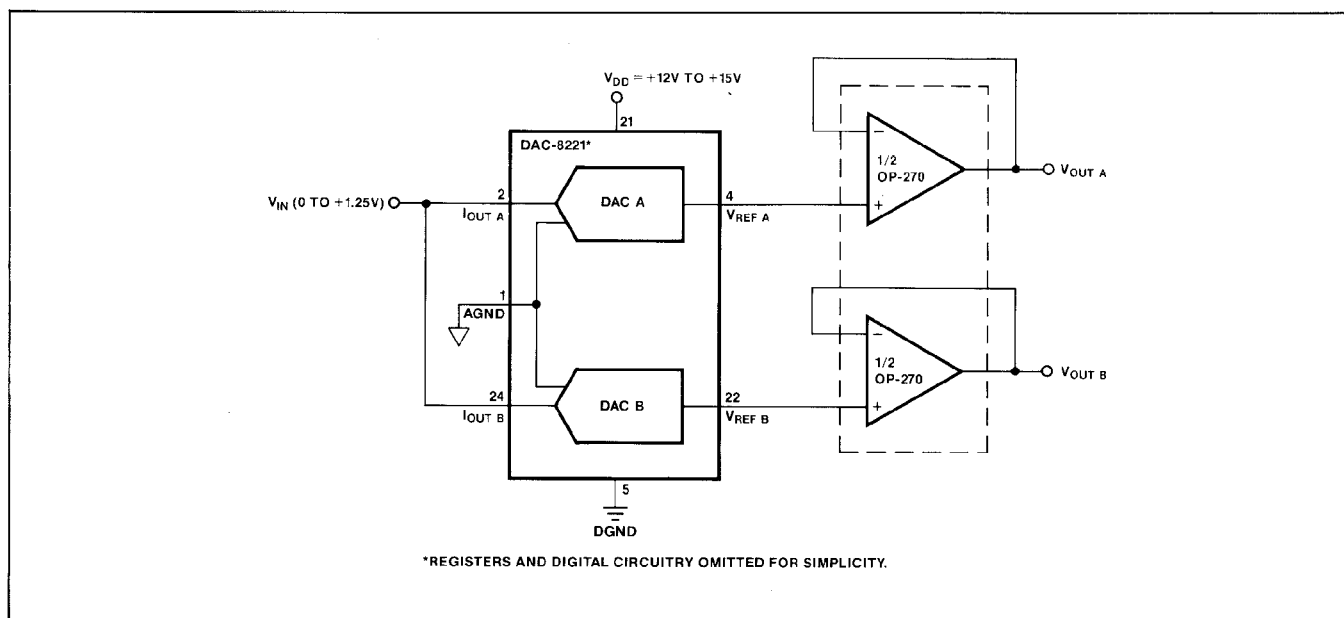 V_DD = +12V TO +15V
21
DAC-8221*
2
DAC A
4
V_IN (0 TO +1.25V)
I_OUT A
V_REF A
−
1/2
OP-270
+
V_OUT A
1
AGND
24
DAC B
22
I_OUT B
V_REF B
−
1/2
OP-270
+
V_OUT B
5
DGND
*REGISTERS AND DIGITAL CIRCUITRY OMITTED FOR SIMPLICITY.